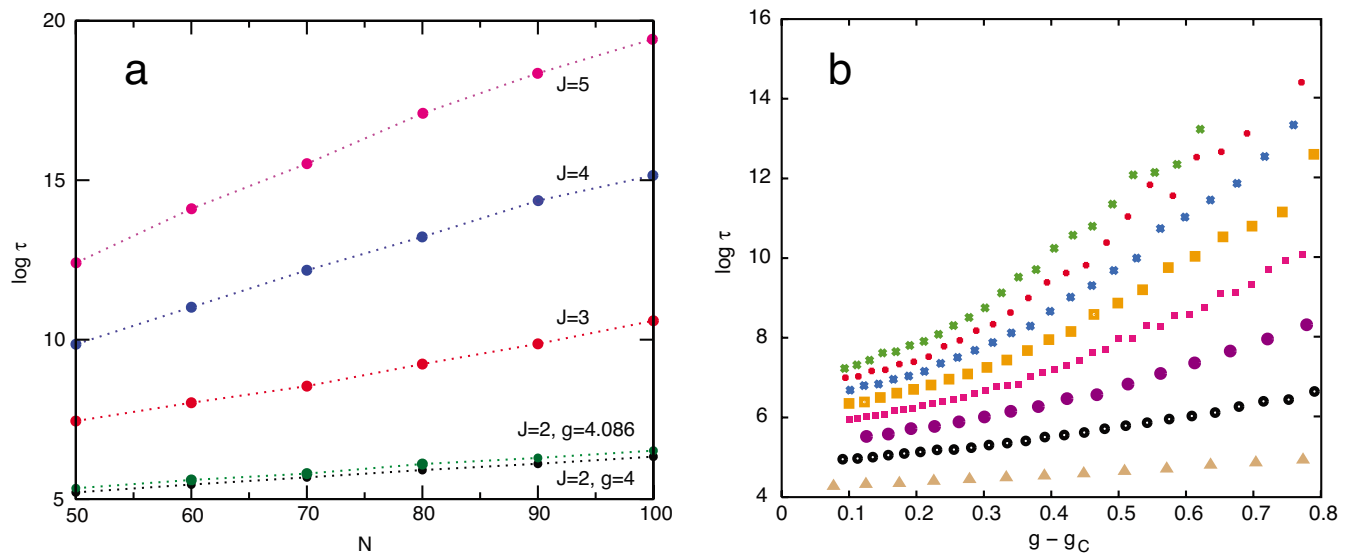 a
20
15
10
5
log τ
J=5
J=4
J=3
J=2, g=4.086
J=2, g=4
50 60 70 80 90 100
N
b
16
14
12
10
8
6
4
log τ
0 0.1 0.2 0.3 0.4 0.5 0.6 0.7 0.8
g – gC